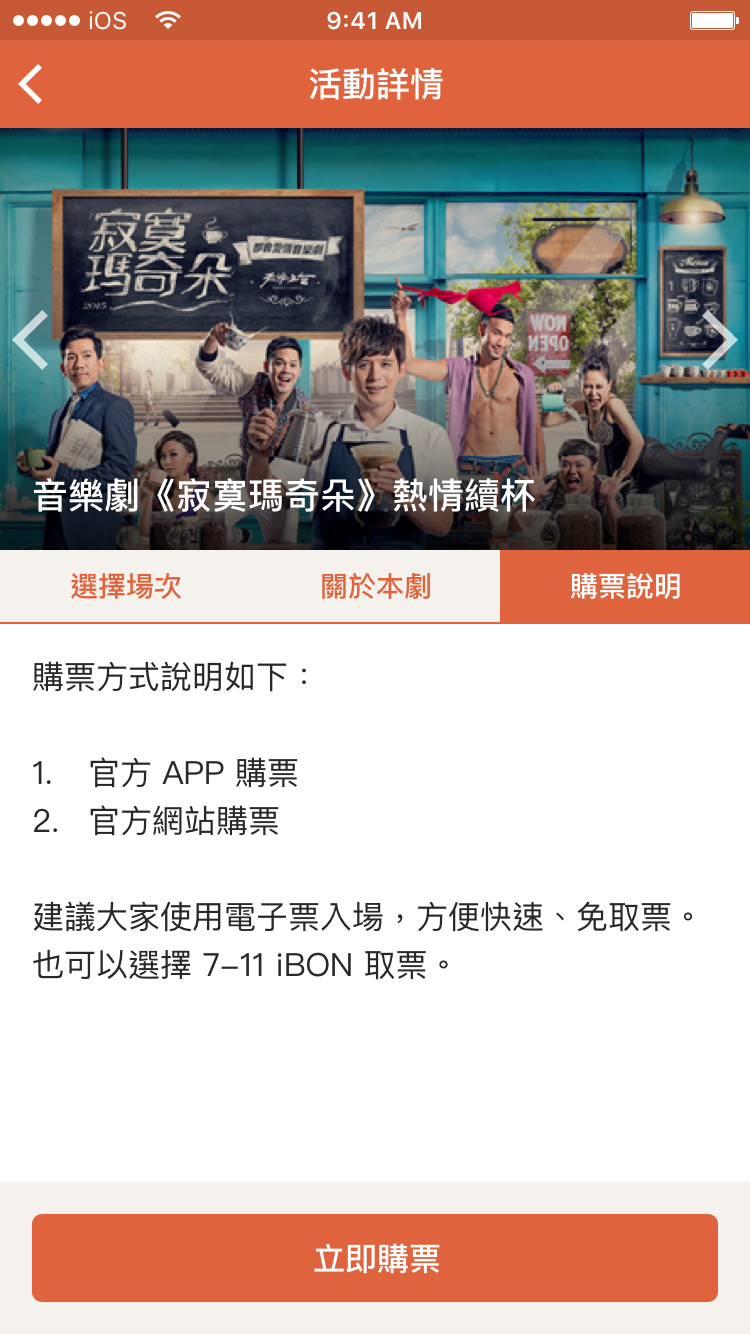 iOS
9:41 AM
活動詳情
寂寞
瑪奇朵
都會愛情音樂劇
2015
Menu
NOW
OPEN
音樂劇《寂寞瑪奇朵》熱情續杯
選擇場次
關於本劇
購票說明
購票方式說明如下：
1. 官方 APP 購票
2. 官方網站購票
建議大家使用電子票入場，方便快速、免取票。
也可以選擇 7–11 iBON 取票。
立即購票